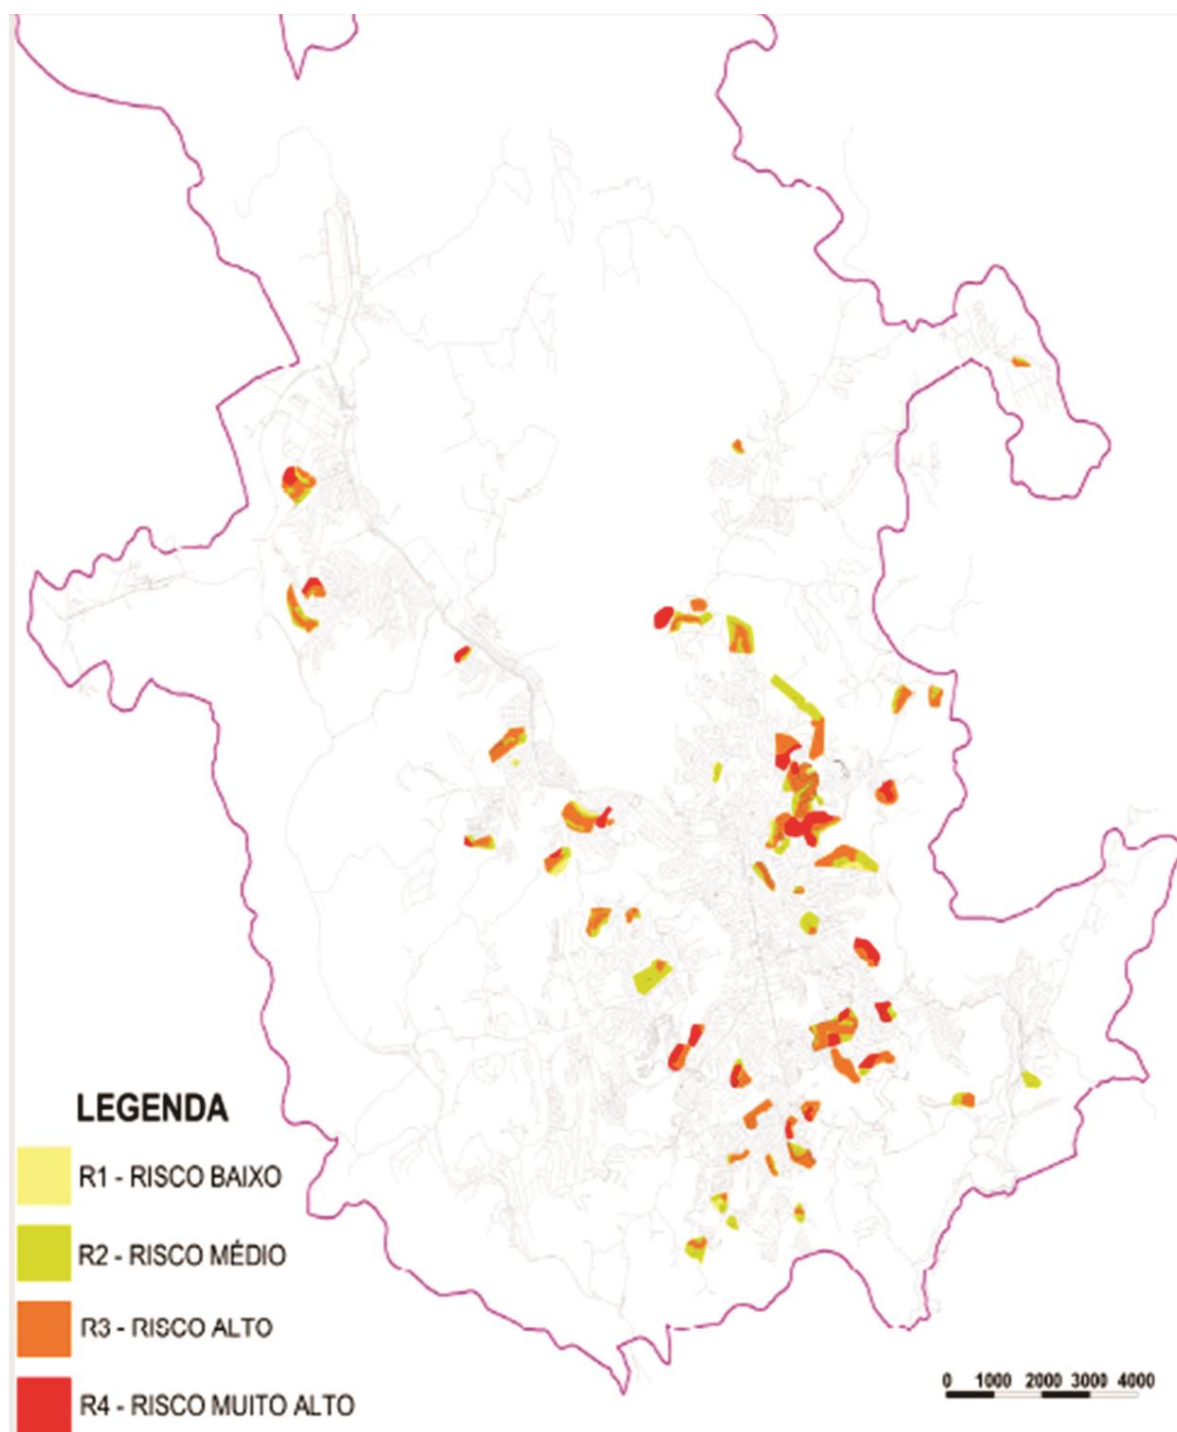 LEGENDA
R1 - RISCO BAIXO
R2 - RISCO MÉDIO
R3 - RISCO ALTO
R4 - RISCO MUITO ALTO
0 1000 2000 3000 4000